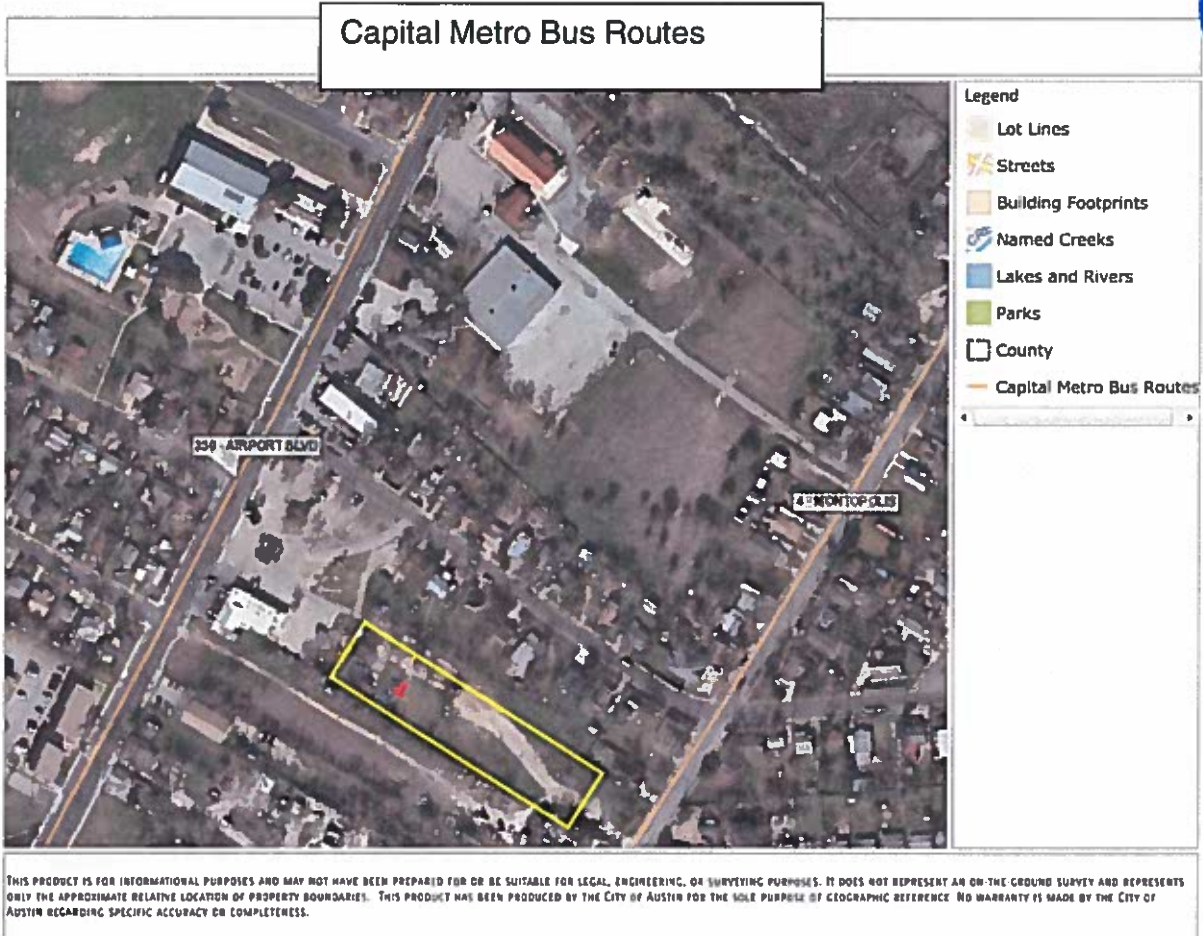 Capital Metro Bus Routes
Legend
Lot Lines
Streets
Building Footprints
Named Creeks
Lakes and Rivers
Parks
County
Capital Metro Bus Routes
350 - AIRPORT BLVD
4 - MONTOPOLIS
THIS PRODUCT IS FOR INFORMATIONAL PURPOSES AND MAY NOT HAVE BEEN PREPARED FOR OR BE SUITABLE FOR LEGAL, ENGINEERING, OR SURVEYING PURPOSES. IT DOES NOT REPRESENT AN ON-THE-GROUND SURVEY AND REPRESENTS
ONLY THE APPROXIMATE RELATIVE LOCATION OF PROPERTY BOUNDARIES. THIS PRODUCT HAS BEEN PRODUCED BY THE CITY OF AUSTIN FOR THE SOLE PURPOSE OF GEOGRAPHIC REFERENCE NO WARRANTY IS MADE BY THE CITY OF
AUSTIN REGARDING SPECIFIC ACCURACY OR COMPLETENESS.